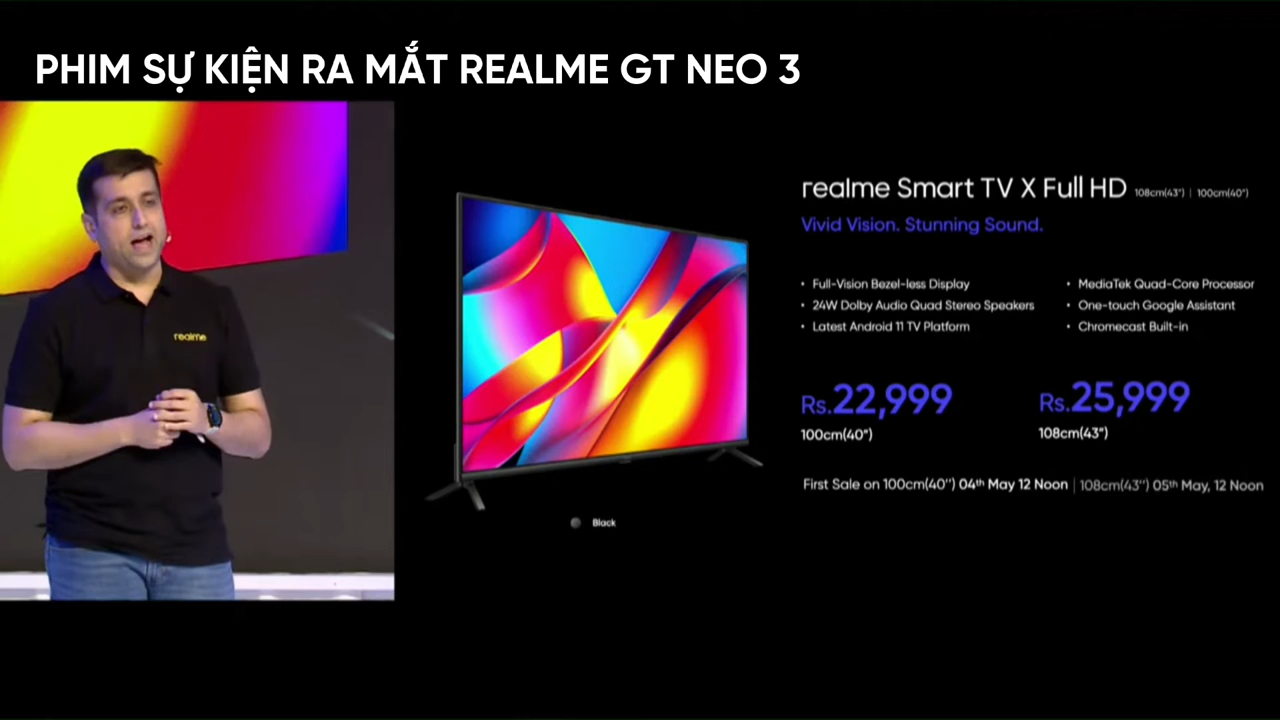 PHIM SỰ KIỆN RA MẮT REALME GT NEO 3
realme
realme Smart TV X Full HD 108cm(43") | 100cm(40")
Vivid Vision. Stunning Sound.
• Full-Vision Bezel-less Display
• 24W Dolby Audio Quad Stereo Speakers
• Latest Android 11 TV Platform
• MediaTek Quad-Core Processor
• One-touch Google Assistant
• Chromecast Built-in
Rs.22,999
100cm(40")
Rs.25,999
108cm(43")
First Sale on 100cm(40'') 04th May 12 Noon | 108cm(43'') 05th May, 12 Noon
Black